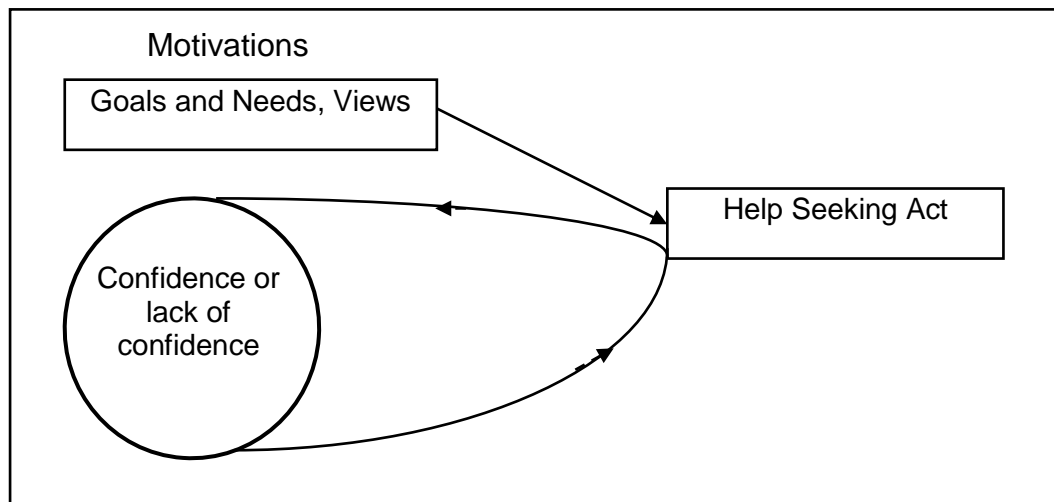 Motivations
Goals and Needs, Views
Help Seeking Act
Confidence or
lack of
confidence